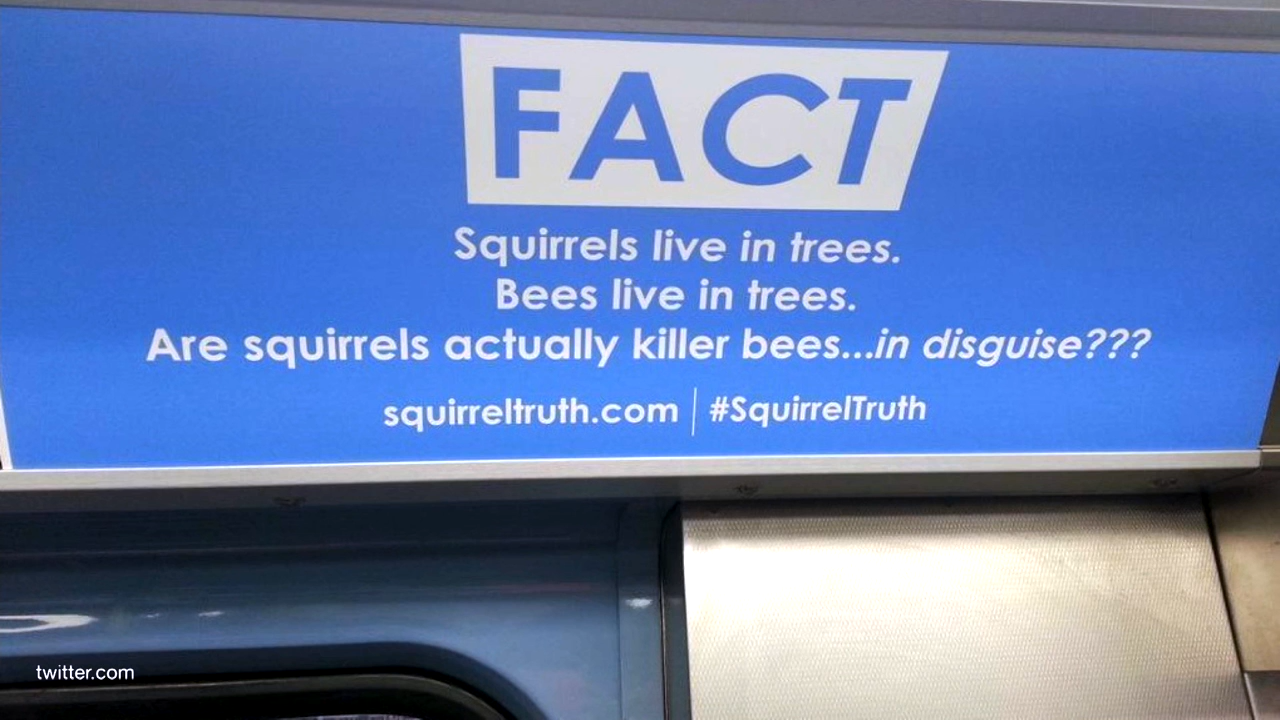 FACT
Squirrels live in trees.
Bees live in trees.
Are squirrels actually killer bees...in disguise???
squirreltruth.com | #SquirrelTruth
twitter.com